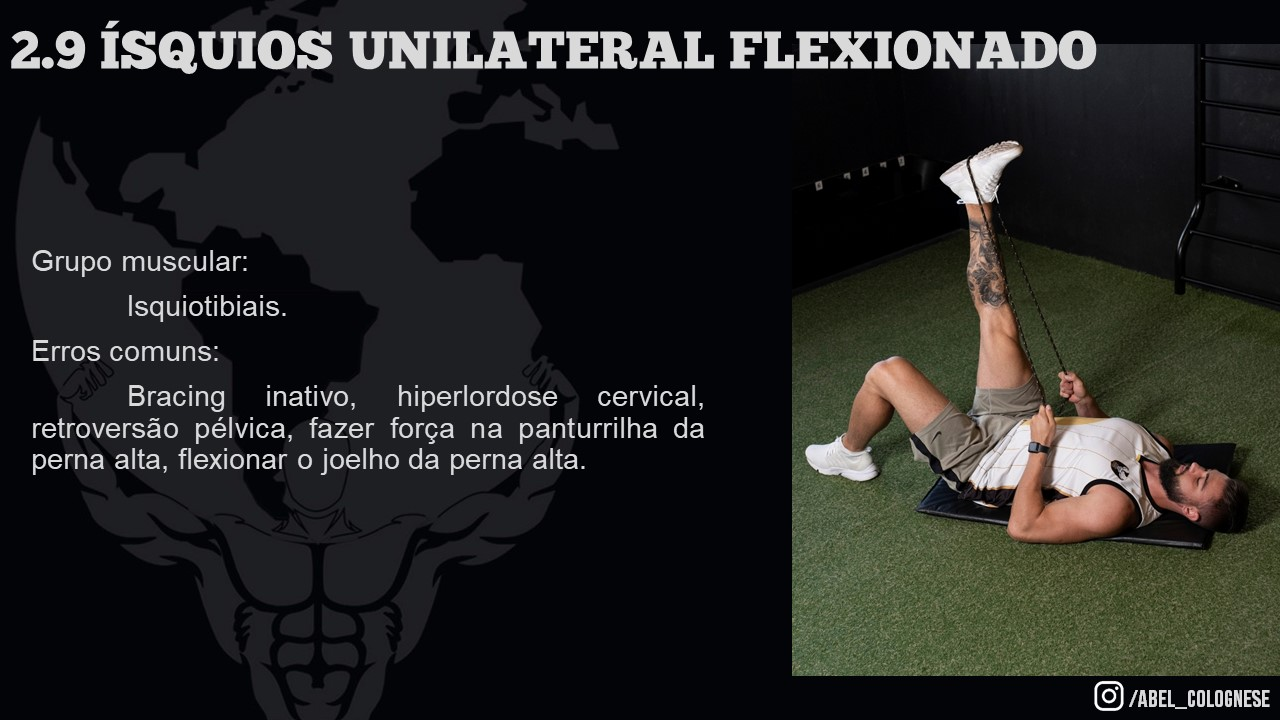 2.9 ÍSQUIOS UNILATERAL FLEXIONADO
Grupo muscular:
Isquiotibiais.
Erros comuns:
Bracing inativo, hiperlordose cervical,
retroversão pélvica, fazer força na panturrilha da
perna alta, flexionar o joelho da perna alta.
/ABEL_COLOGNESE